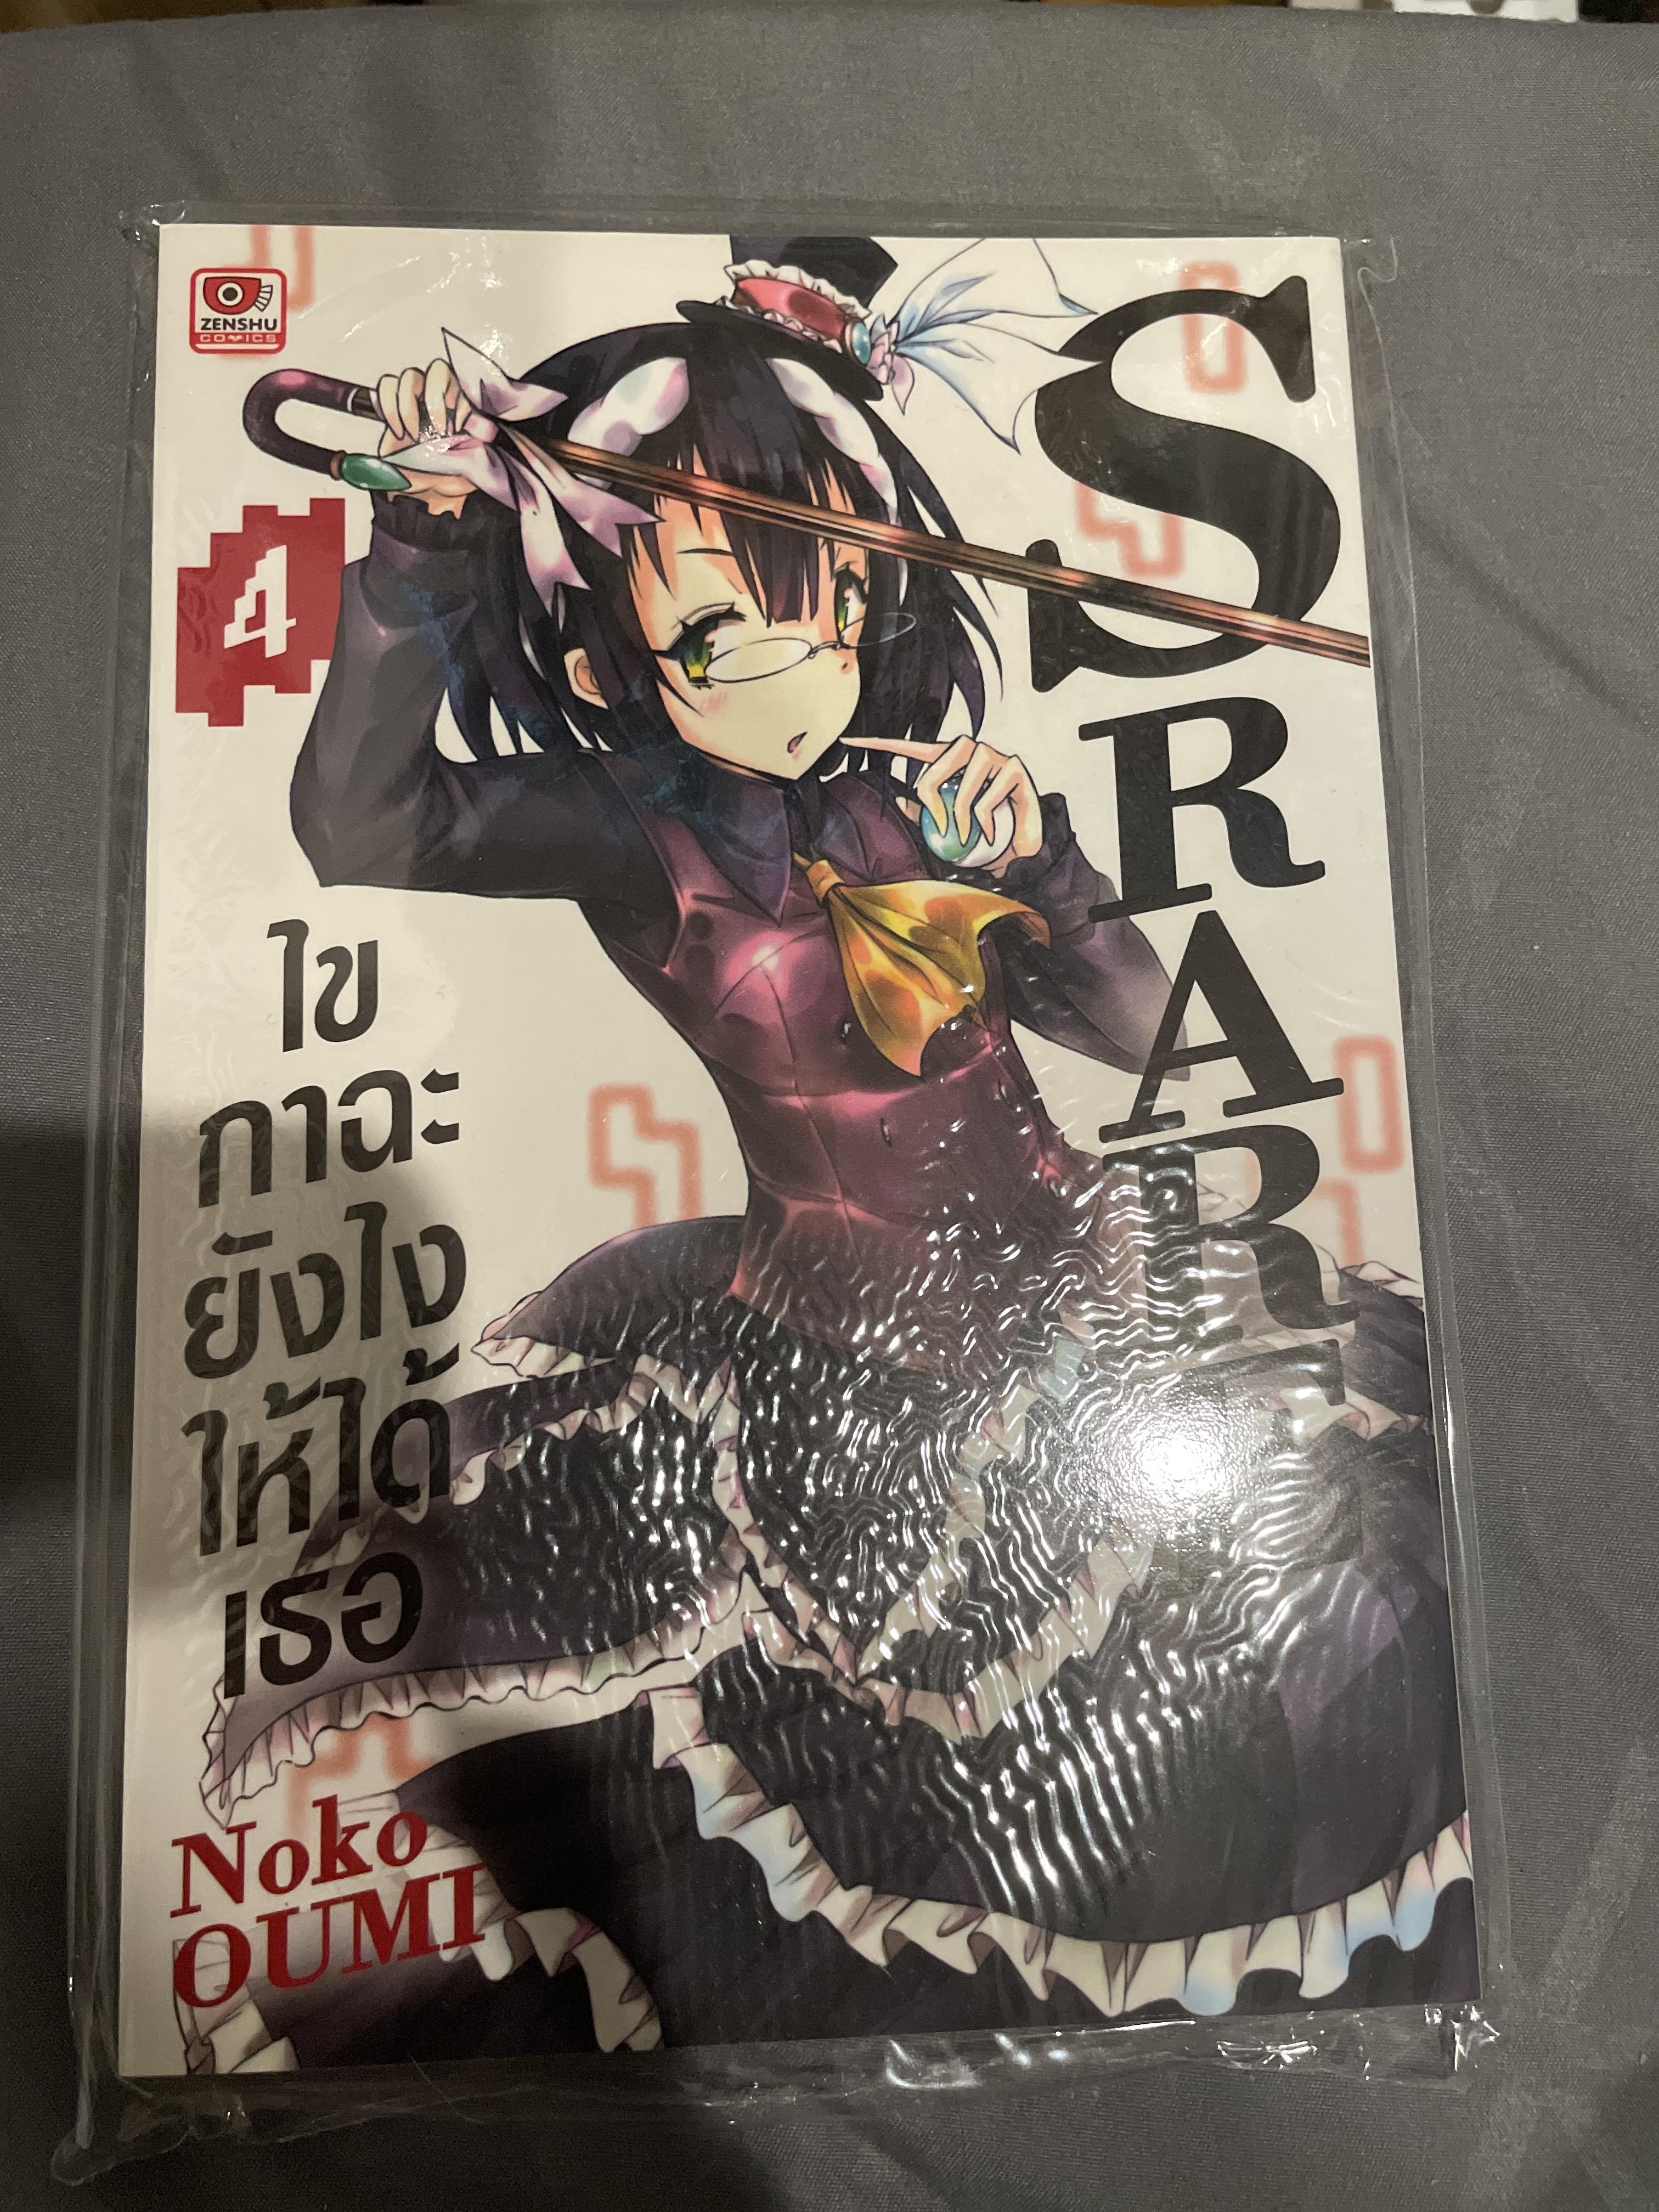 ZENSHU
COMICS
4
S RARE
ไข
กาฉะ
ยังไง
ให้ได้
เธอ
Noko
OUMI